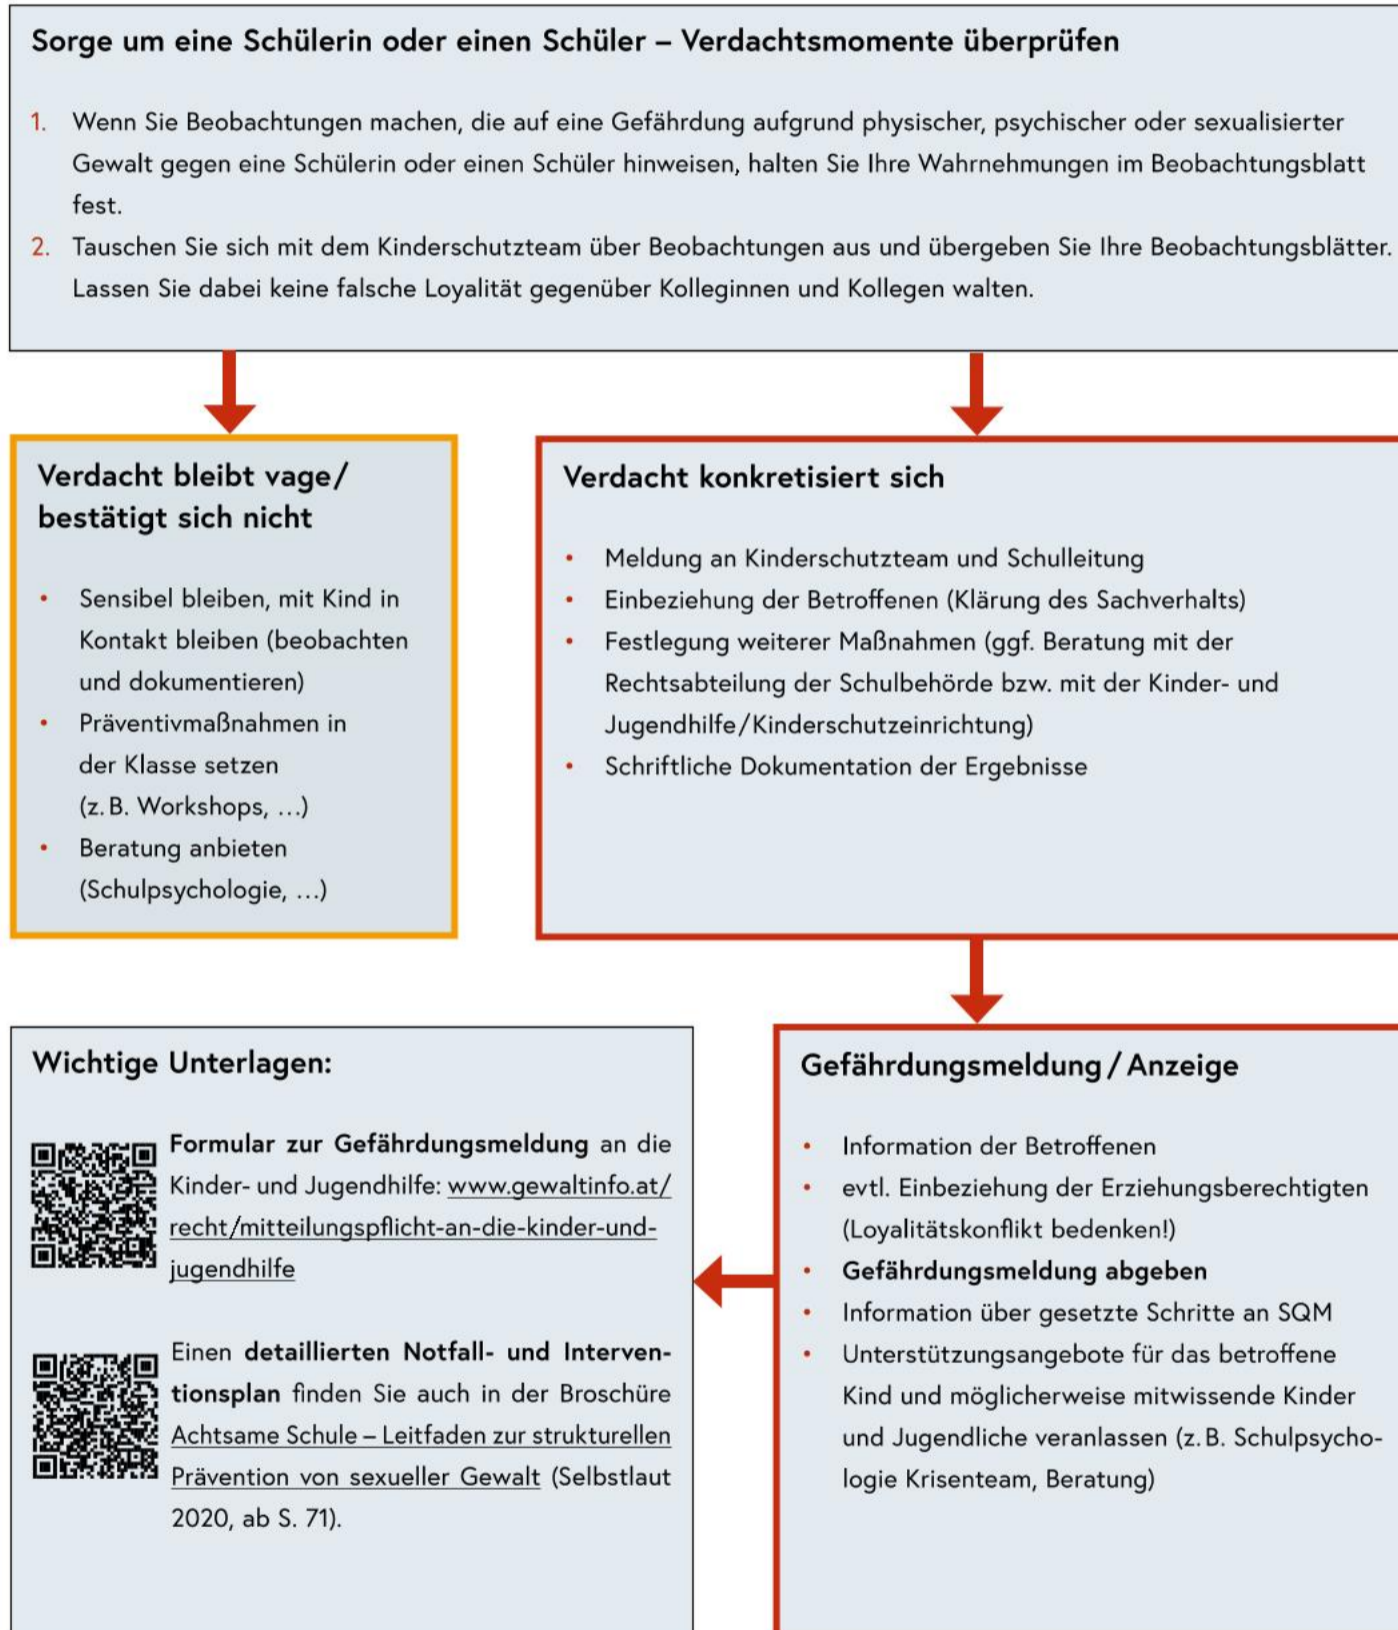 Sorge um eine Schülerin oder einen Schüler – Verdachtsmomente überprüfen
1. Wenn Sie Beobachtungen machen, die auf eine Gefährdung aufgrund physischer, psychischer oder sexualisierter
Gewalt gegen eine Schülerin oder einen Schüler hinweisen, halten Sie Ihre Wahrnehmungen im Beobachtungsblatt
fest.
2. Tauschen Sie sich mit dem Kinderschutzteam über Beobachtungen aus und übergeben Sie Ihre Beobachtungsblätter.
Lassen Sie dabei keine falsche Loyalität gegenüber Kolleginnen und Kollegen walten.
Verdacht bleibt vage/
bestätigt sich nicht
• Sensibel bleiben, mit Kind in
Kontakt bleiben (beobachten
und dokumentieren)
• Präventivmaßnahmen in
der Klasse setzen
(z. B. Workshops, …)
• Beratung anbieten
(Schulpsychologie, …)
Verdacht konkretisiert sich
• Meldung an Kinderschutzteam und Schulleitung
• Einbeziehung der Betroffenen (Klärung des Sachverhalts)
• Festlegung weiterer Maßnahmen (ggf. Beratung mit der
Rechtsabteilung der Schulbehörde bzw. mit der Kinder- und
Jugendhilfe/Kinderschutzeinrichtung)
• Schriftliche Dokumentation der Ergebnisse
Gefährdungsmeldung / Anzeige
• Information der Betroffenen
• evtl. Einbeziehung der Erziehungsberechtigten
(Loyalitätskonflikt bedenken!)
• Gefährdungsmeldung abgeben
• Information über gesetzte Schritte an SQM
• Unterstützungsangebote für das betroffene
Kind und möglicherweise mitwissende Kinder
und Jugendliche veranlassen (z. B. Schulpsycho-
logie Krisenteam, Beratung)
Wichtige Unterlagen:
Formular zur Gefährdungsmeldung an die
Kinder- und Jugendhilfe: www.gewaltinfo.at/
recht/mitteilungspflicht-an-die-kinder-und-
jugendhilfe
Einen detaillierten Notfall- und Interven-
tionsplan finden Sie auch in der Broschüre
Achtsame Schule – Leitfaden zur strukturellen
Prävention von sexueller Gewalt (Selbstlaut
2020, ab S. 71).